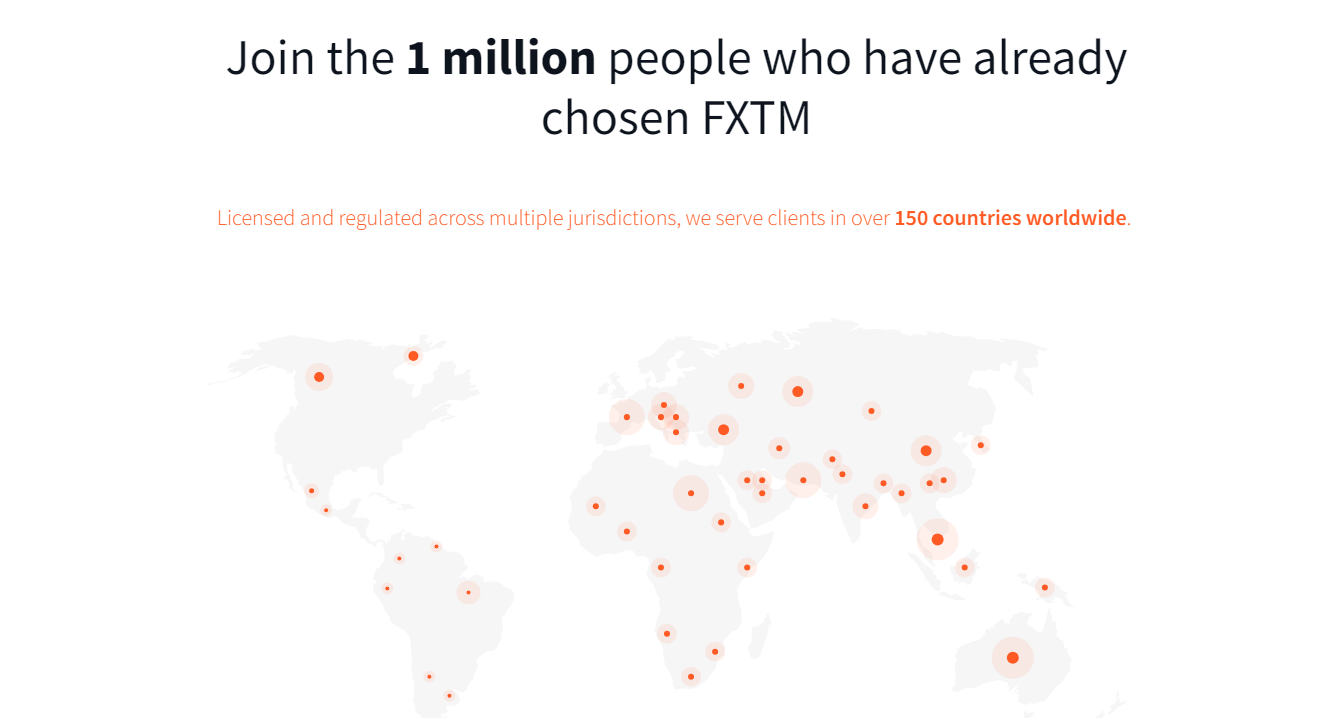 Join the 1 million people who have already
chosen FXTM
Licensed and regulated across multiple jurisdictions, we serve clients in over 150 countries worldwide.